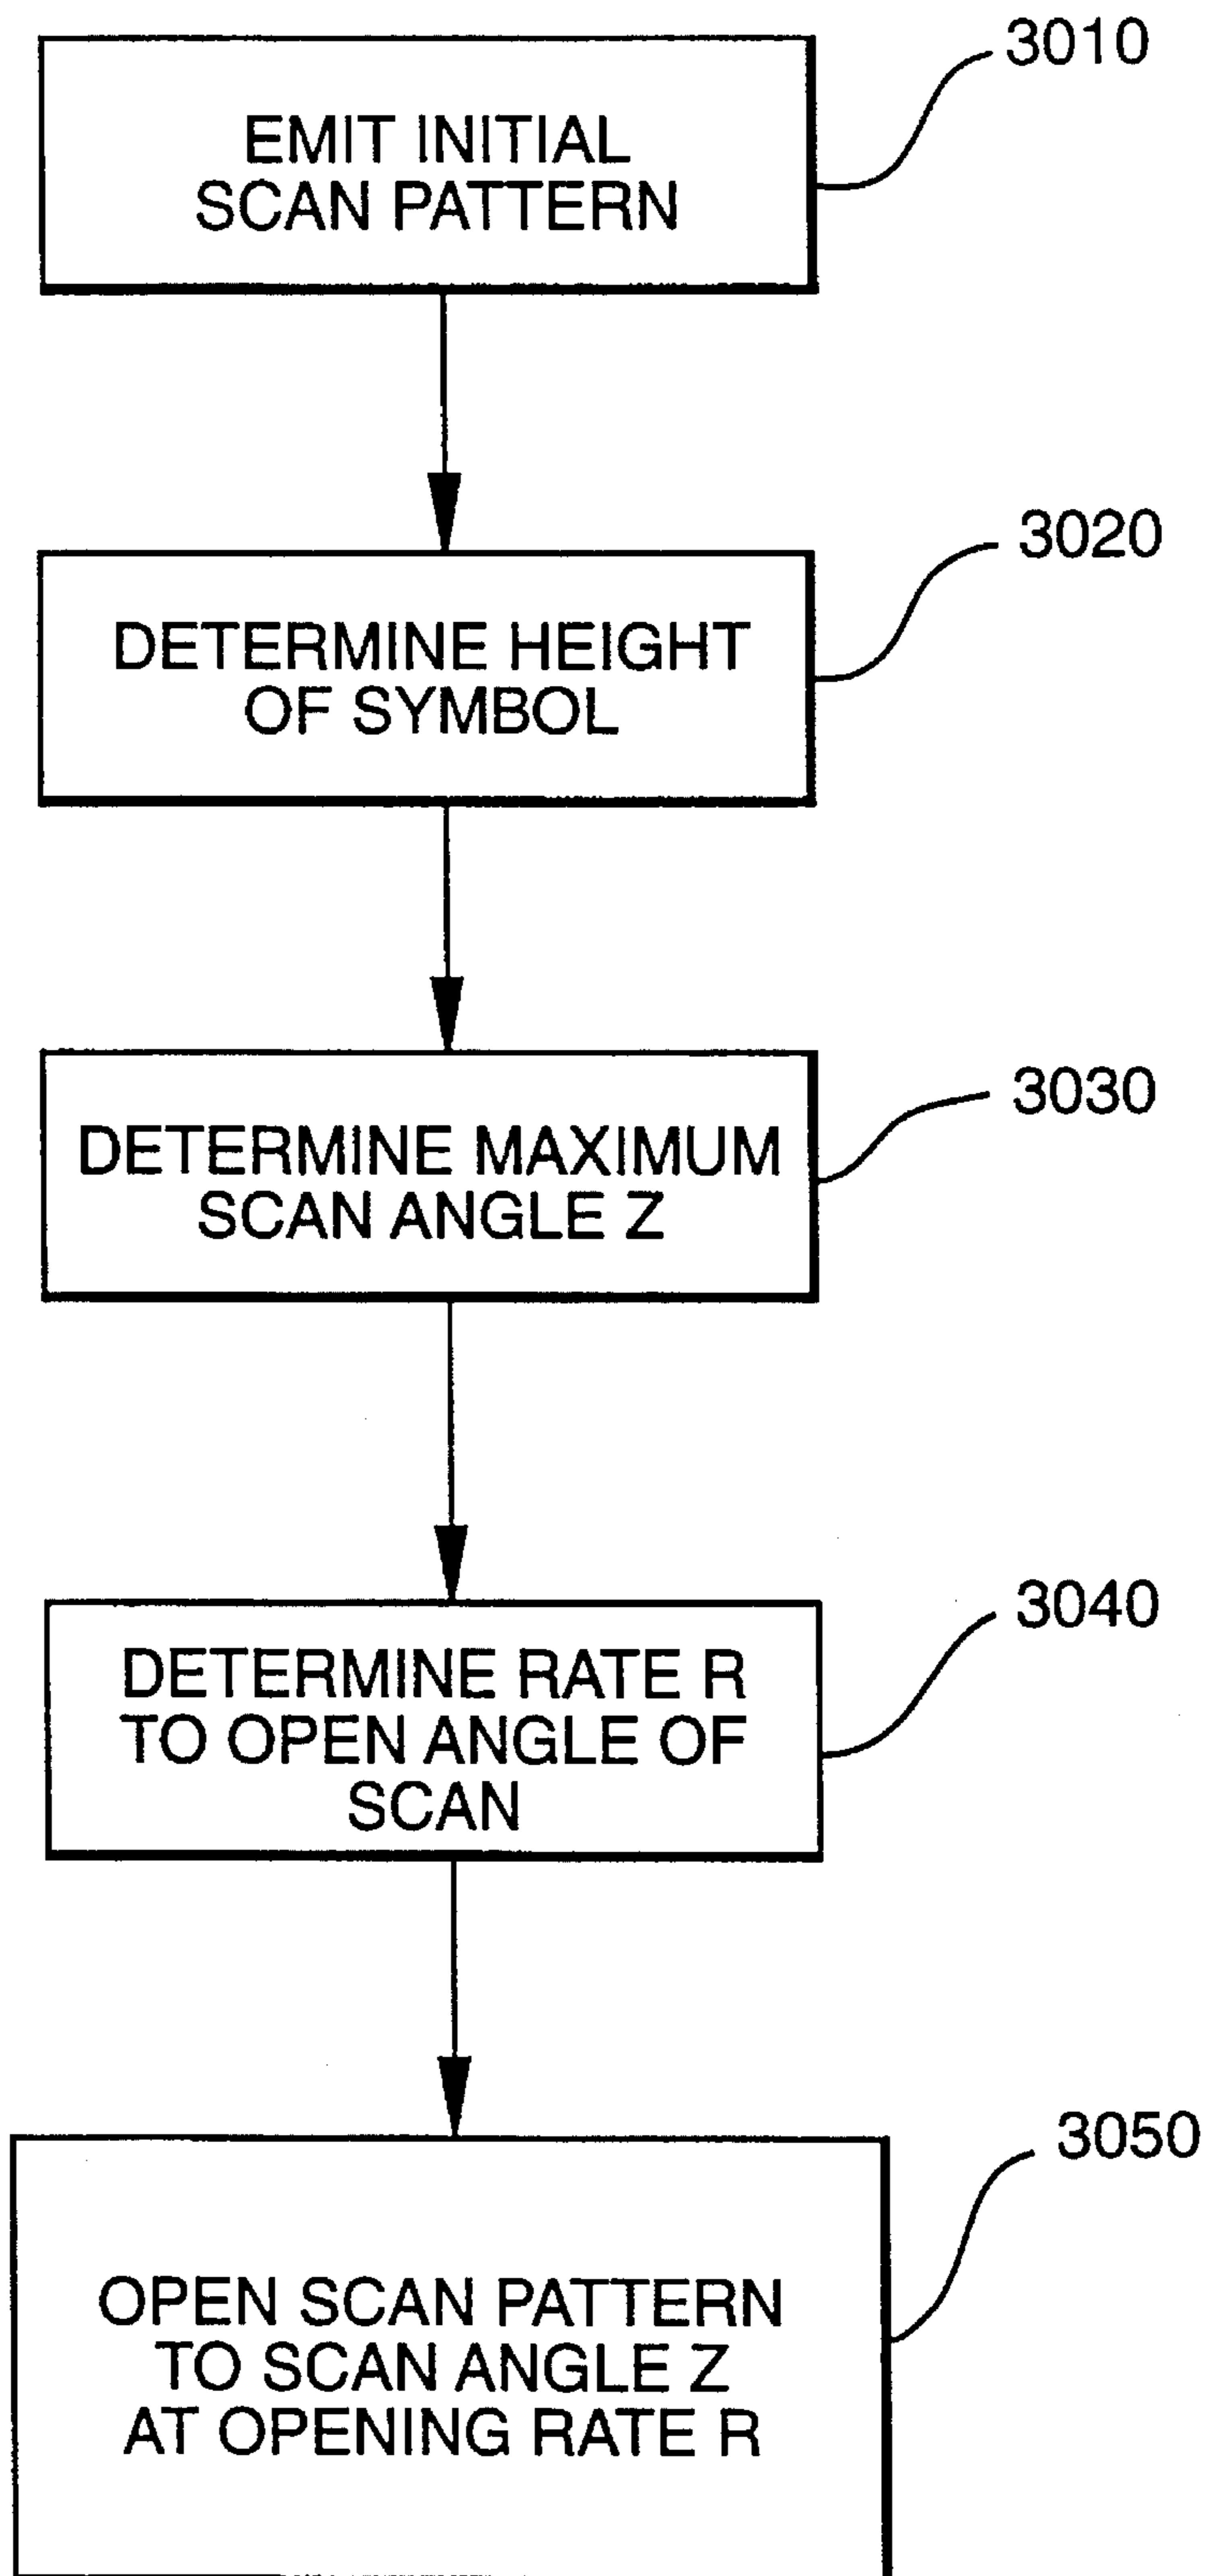 3010
EMIT INITIAL
SCAN PATTERN
3020
DETERMINE HEIGHT
OF SYMBOL
3030
DETERMINE MAXIMUM
SCAN ANGLE Z
3040
DETERMINE RATE R
TO OPEN ANGLE OF
SCAN
3050
OPEN SCAN PATTERN
TO SCAN ANGLE Z
AT OPENING RATE R